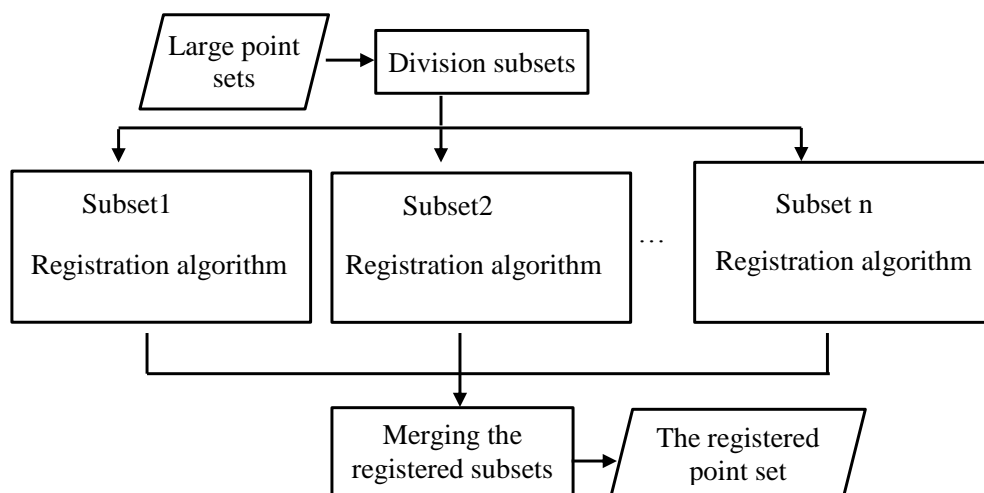 Large point
sets
Division subsets
Subset1
Registration algorithm
Subset2
Registration algorithm
...
Subset n
Registration algorithm
Merging the
registered subsets
The registered
point set